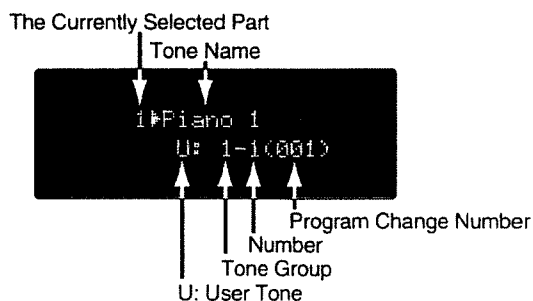 The Currently Selected Part
Tone Name
1▶Piano 1
U: 1-1(001)
Program Change Number
Number
Tone Group
U: User Tone